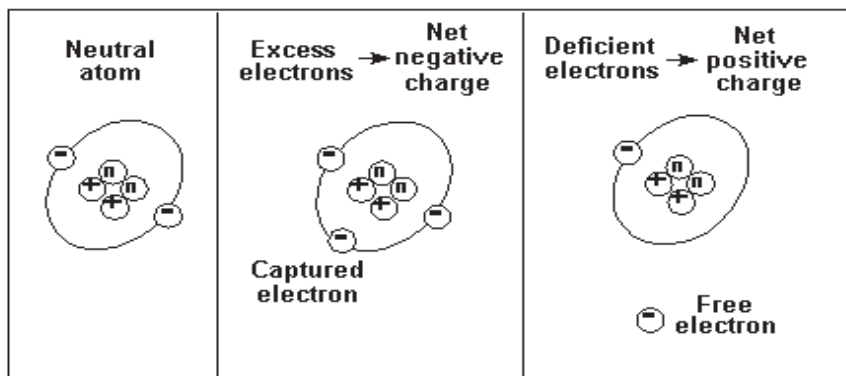 Neutral
atom
-
n
+
n
+
-
Excess
electrons → Net
negative
charge
-
n
+
n
+
-
-
Captured
electron
Deficient
electrons → Net
positive
charge
-
n
+
n
+
-
Free
electron